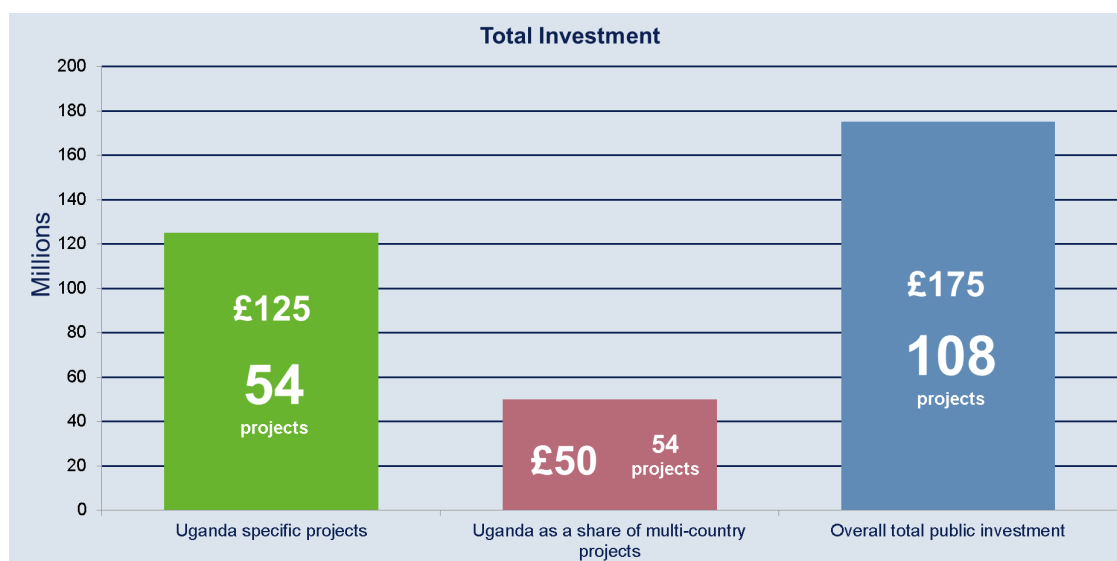 Total Investment
Millions
200
180
160
140
120
100
80
60
40
20
0
£125
54
projects
£50
54
projects
£175
108
projects
Uganda specific projects
Uganda as a share of multi-country
projects
Overall total public investment